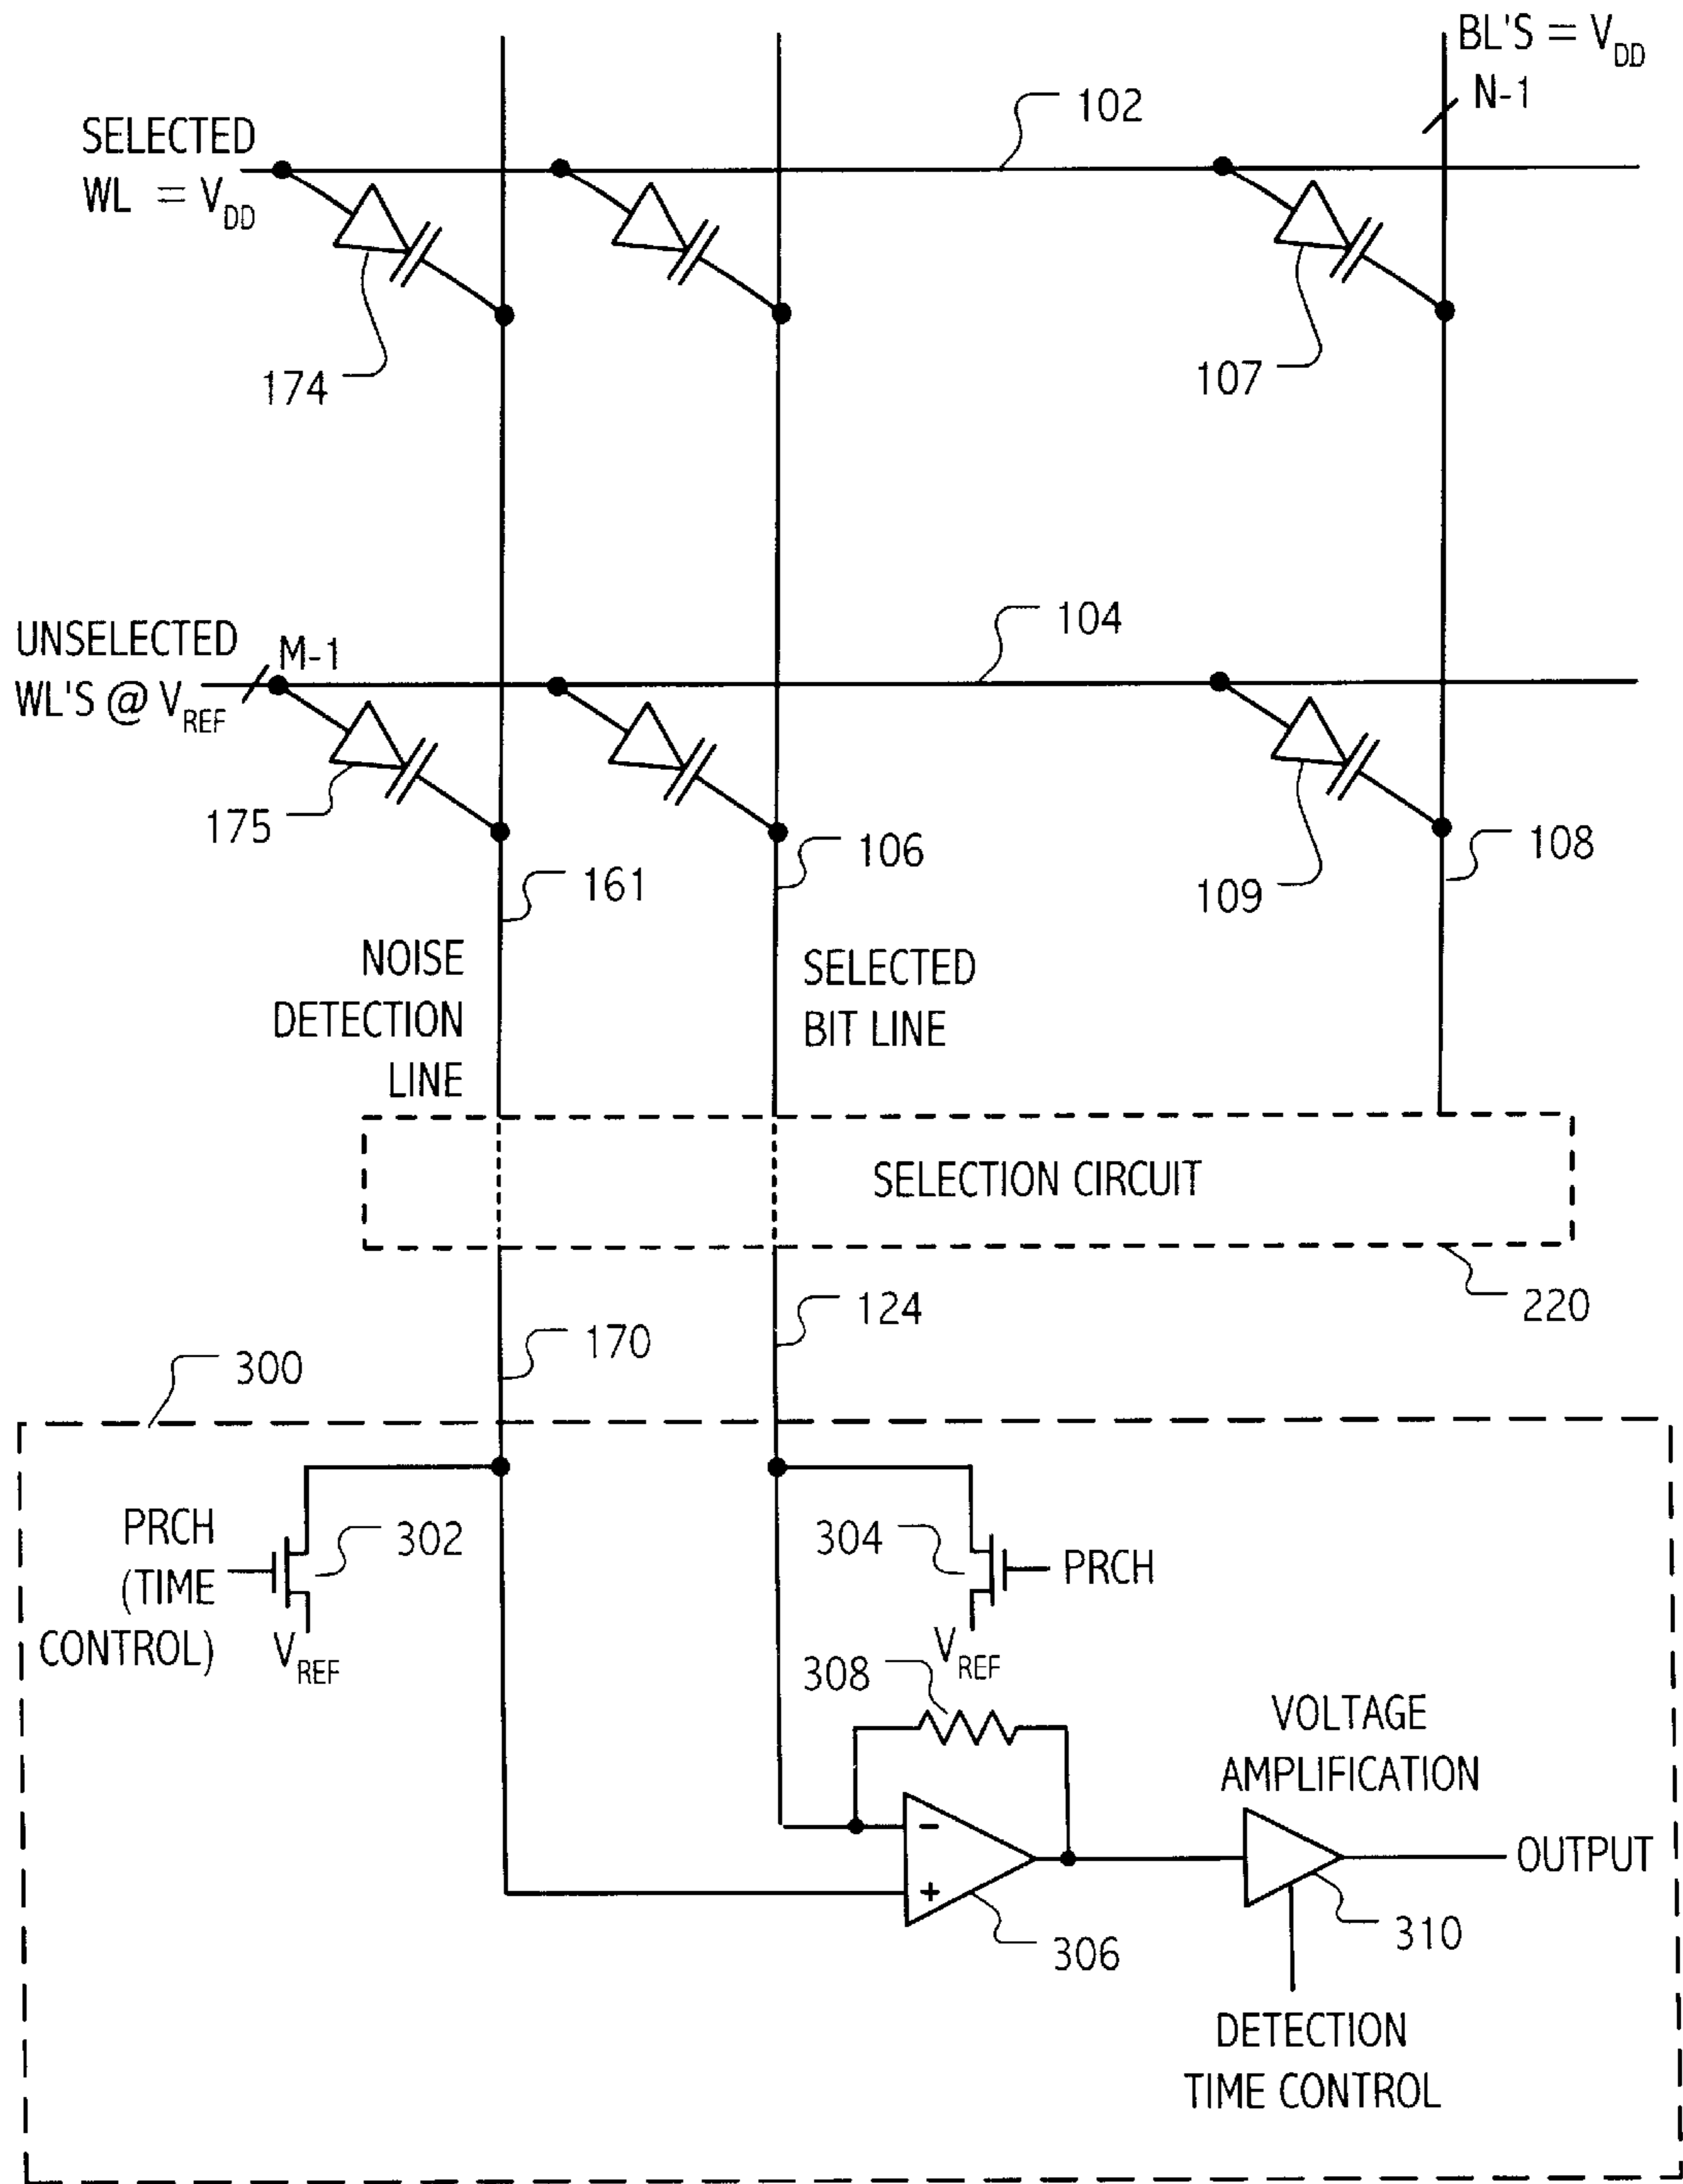 BL'S = VDD
N-1
102
SELECTED
WL = VDD
174
107
104
UNSELECTED
WL'S @ VREF
M-1
175
106
108
161
109
NOISE
DETECTION
LINE
SELECTED
BIT LINE
SELECTION CIRCUIT
220
124
170
300
PRCH
(TIME
CONTROL)
302
VREF
304
PRCH
VREF
308
VOLTAGE
AMPLIFICATION
−
+
306
OUTPUT
310
DETECTION
TIME CONTROL